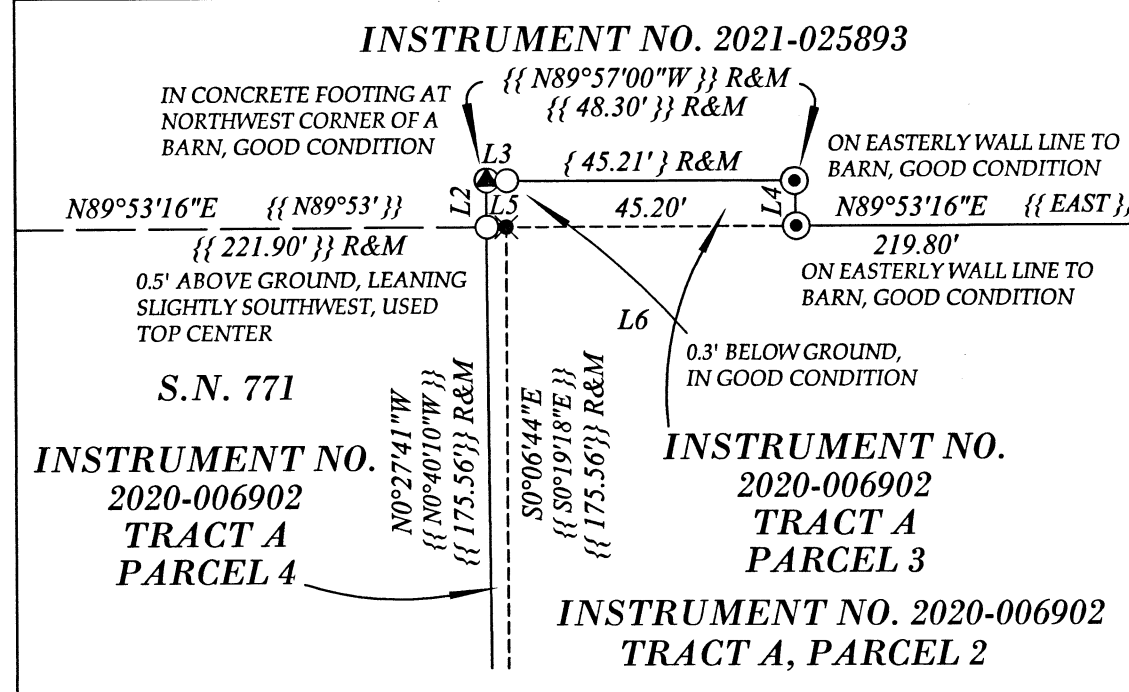 INSTRUMENT NO. 2021-025893
{{ N89°57'00"W }} R&M
{{ 48.30' }} R&M
IN CONCRETE FOOTING AT
NORTHWEST CORNER OF A
BARN, GOOD CONDITION
L3
{ 45.21' } R&M
ON EASTERLY WALL LINE TO
BARN, GOOD CONDITION
L2
L5
L4
N89°53'16"E {{ N89°53' }}
45.20'
N89°53'16"E {{ EAST }}
{{ 221.90' }} R&M
219.80'
0.5' ABOVE GROUND, LEANING
SLIGHTLY SOUTHWEST, USED
TOP CENTER
ON EASTERLY WALL LINE TO
BARN, GOOD CONDITION
L6
0.3' BELOW GROUND,
IN GOOD CONDITION
S.N. 771
N0°27'41"W
{{ N0°40'10"W }}
{{ 175.56' }} R&M
S0°06'44"E
{{ S0°19'18"E }}
{{ 175.56' }} R&M
INSTRUMENT NO.
2020-006902
TRACT A
PARCEL 4
INSTRUMENT NO.
2020-006902
TRACT A
PARCEL 3
INSTRUMENT NO. 2020-006902
TRACT A, PARCEL 2